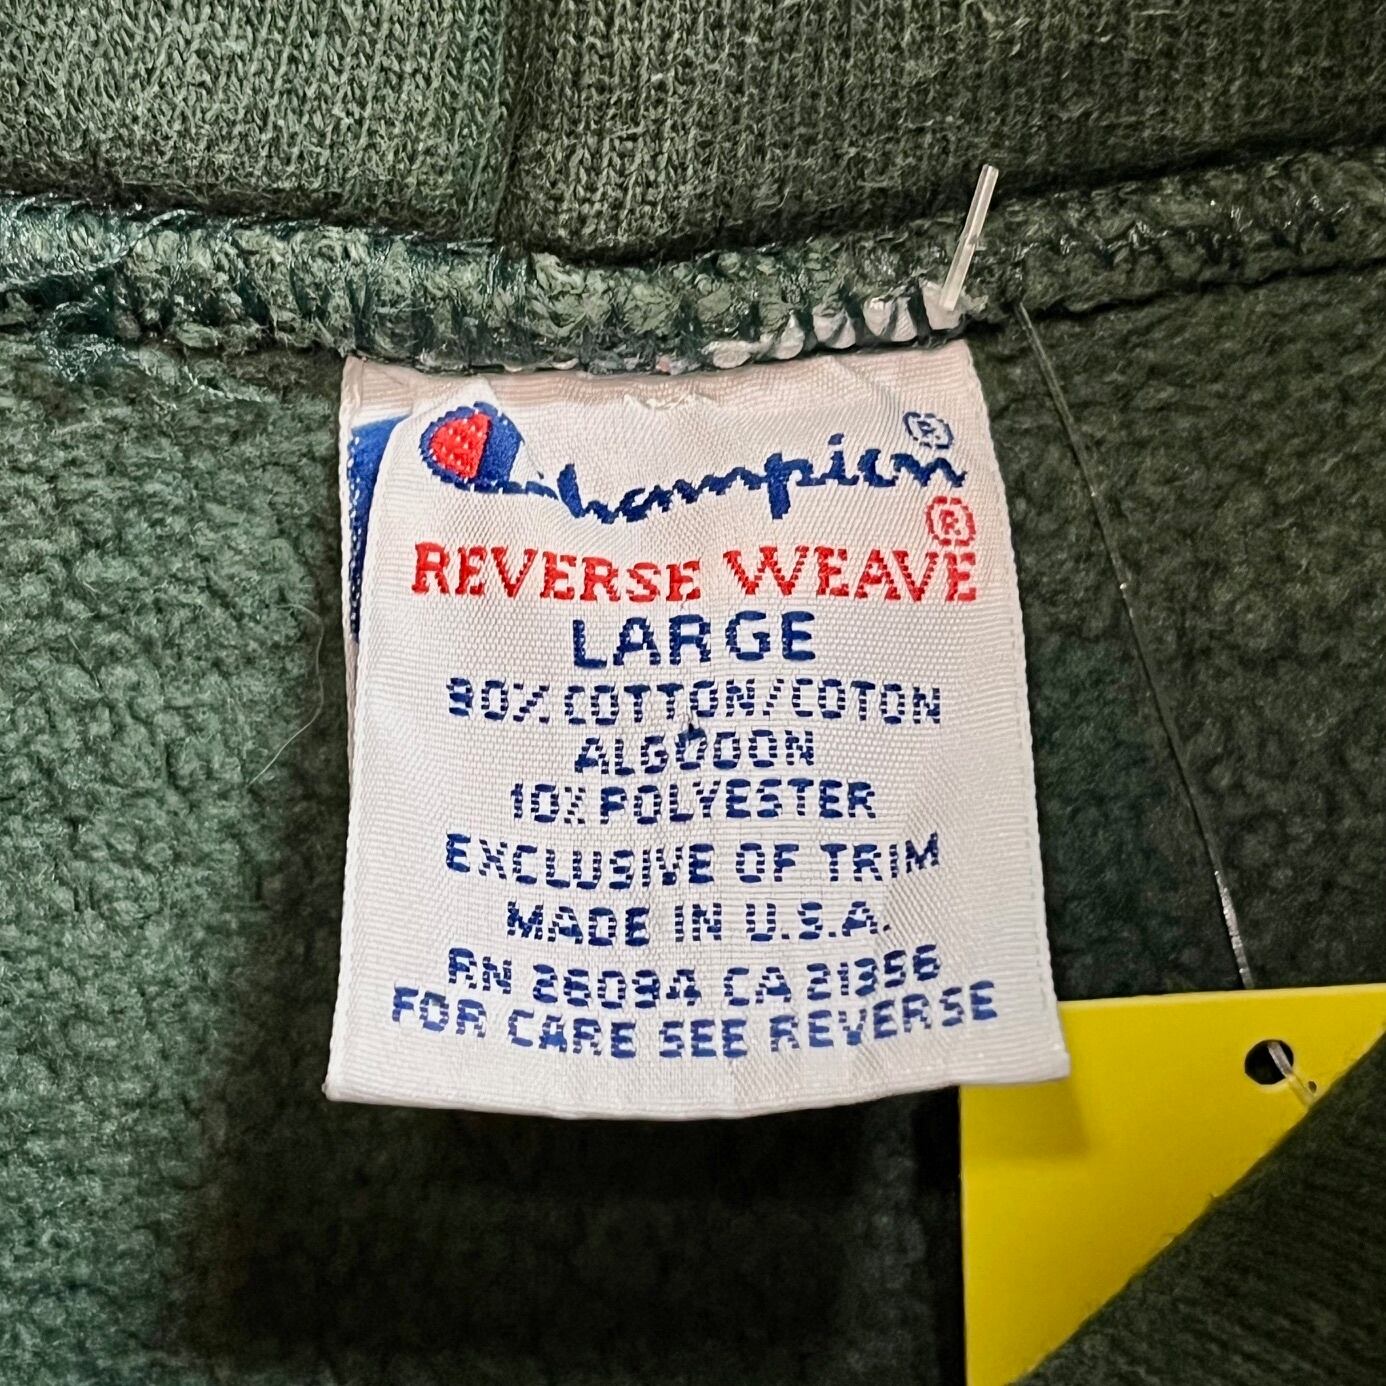 Champion®
REVERSE WEAVE®
LARGE
90% COTTON/COTON
ALGODON
10% POLYESTER
EXCLUSIVE OF TRIM
MADE IN U.S.A.
RN 26094 CA 21356
FOR CARE SEE REVERSE